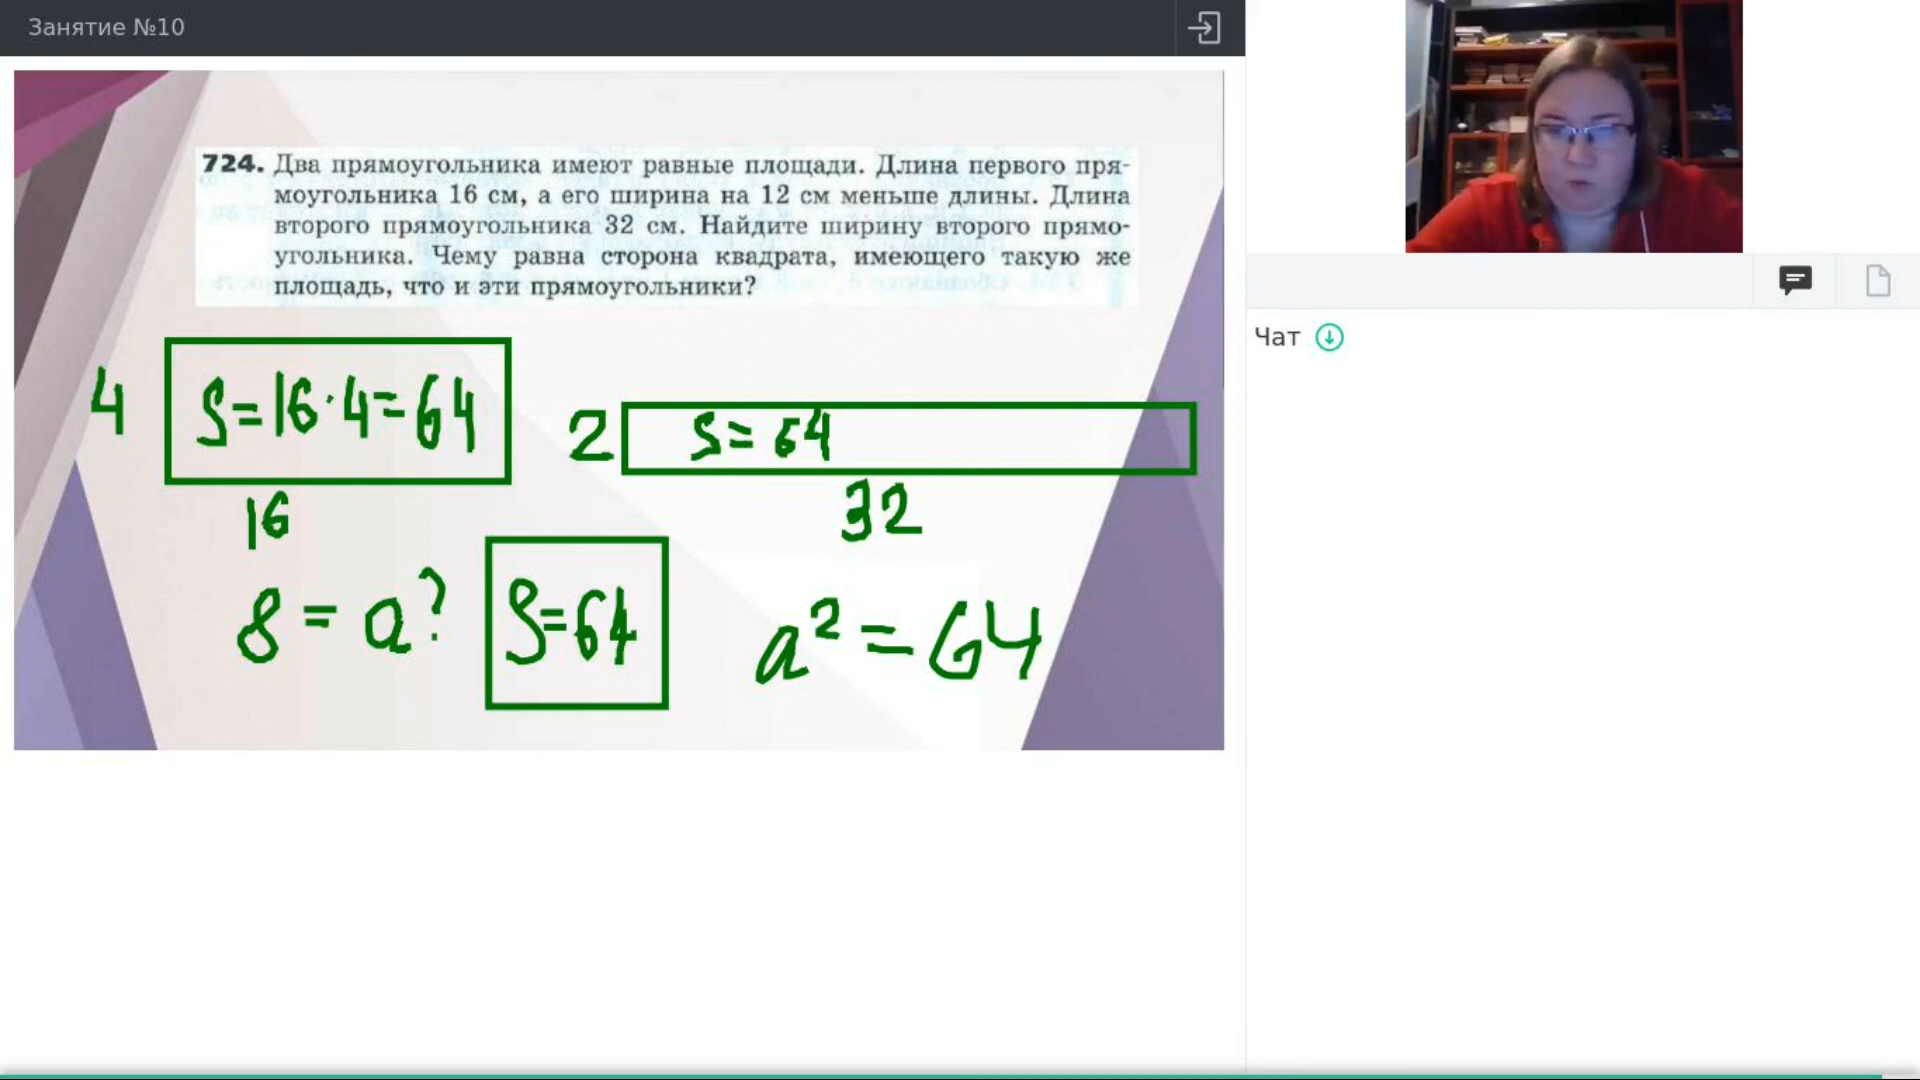 Занятие №10
724. Два прямоугольника имеют равные площади. Длина первого пря-
моугольника 16 см, а его ширина на 12 см меньше длины. Длина
второго прямоугольника 32 см. Найдите ширину второго прямо-
угольника. Чему равна сторона квадрата, имеющего такую же
площадь, что и эти прямоугольники?
Чат
4
S=16·4=64
16
2
S=64
32
8=a?
S=64
a²=64